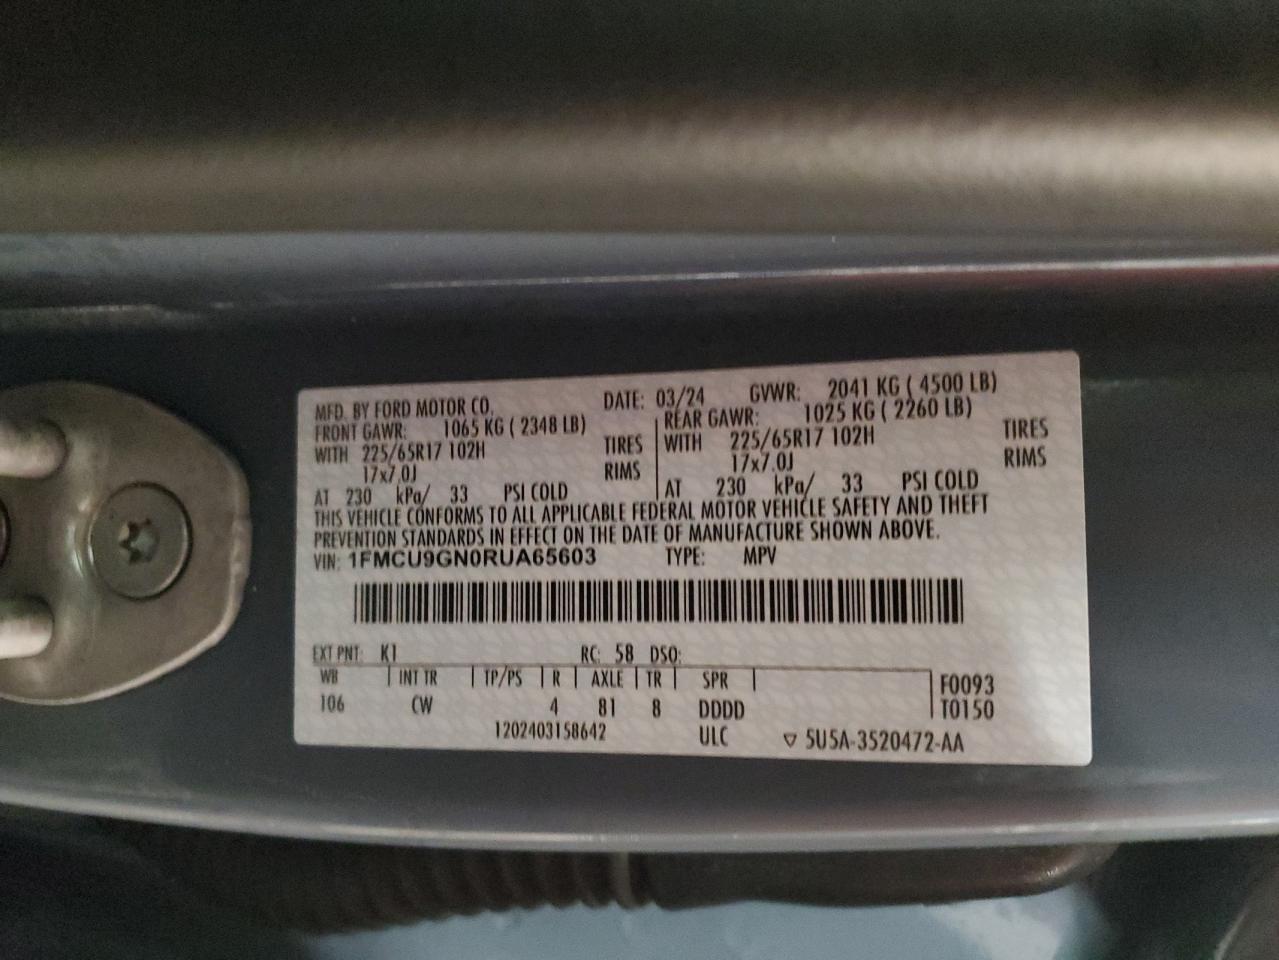 MFD. BY FORD MOTOR CO. DATE: 03/24 GVWR: 2041 KG ( 4500 LB)
FRONT GAWR: 1065 KG ( 2348 LB) REAR GAWR: 1025 KG ( 2260 LB)
WITH 225/65R17 102H TIRES WITH 225/65R17 102H TIRES
17x7.0J RIMS 17x7.0J RIMS
AT 230 kPa/ 33 PSI COLD AT 230 kPa/ 33 PSI COLD
THIS VEHICLE CONFORMS TO ALL APPLICABLE FEDERAL MOTOR VEHICLE SAFETY AND THEFT
PREVENTION STANDARDS IN EFFECT ON THE DATE OF MANUFACTURE SHOWN ABOVE.
VIN: 1FMCU9GN0RUA65603 TYPE: MPV
EXT PNT: K1 RC: 58 DSO:
WB INT TR TP/PS R AXLE TR SPR F0093
106 CW 4 81 8 DDDD T0150
1202403158642 ULC ▽ 5U5A-3520472-AA